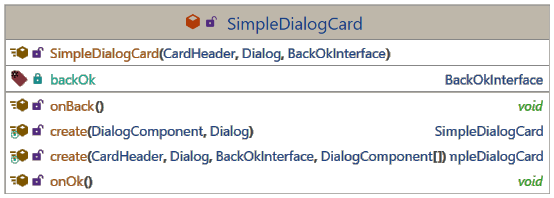 SimpleDialogCard
SimpleDialogCard(CardHeader, Dialog, BackOkInterface)
backOk BackOkInterface
onBack() void
create(DialogComponent, Dialog) SimpleDialogCard
create(CardHeader, Dialog, BackOkInterface, DialogComponent[]) mpleDialogCard
onOk() void